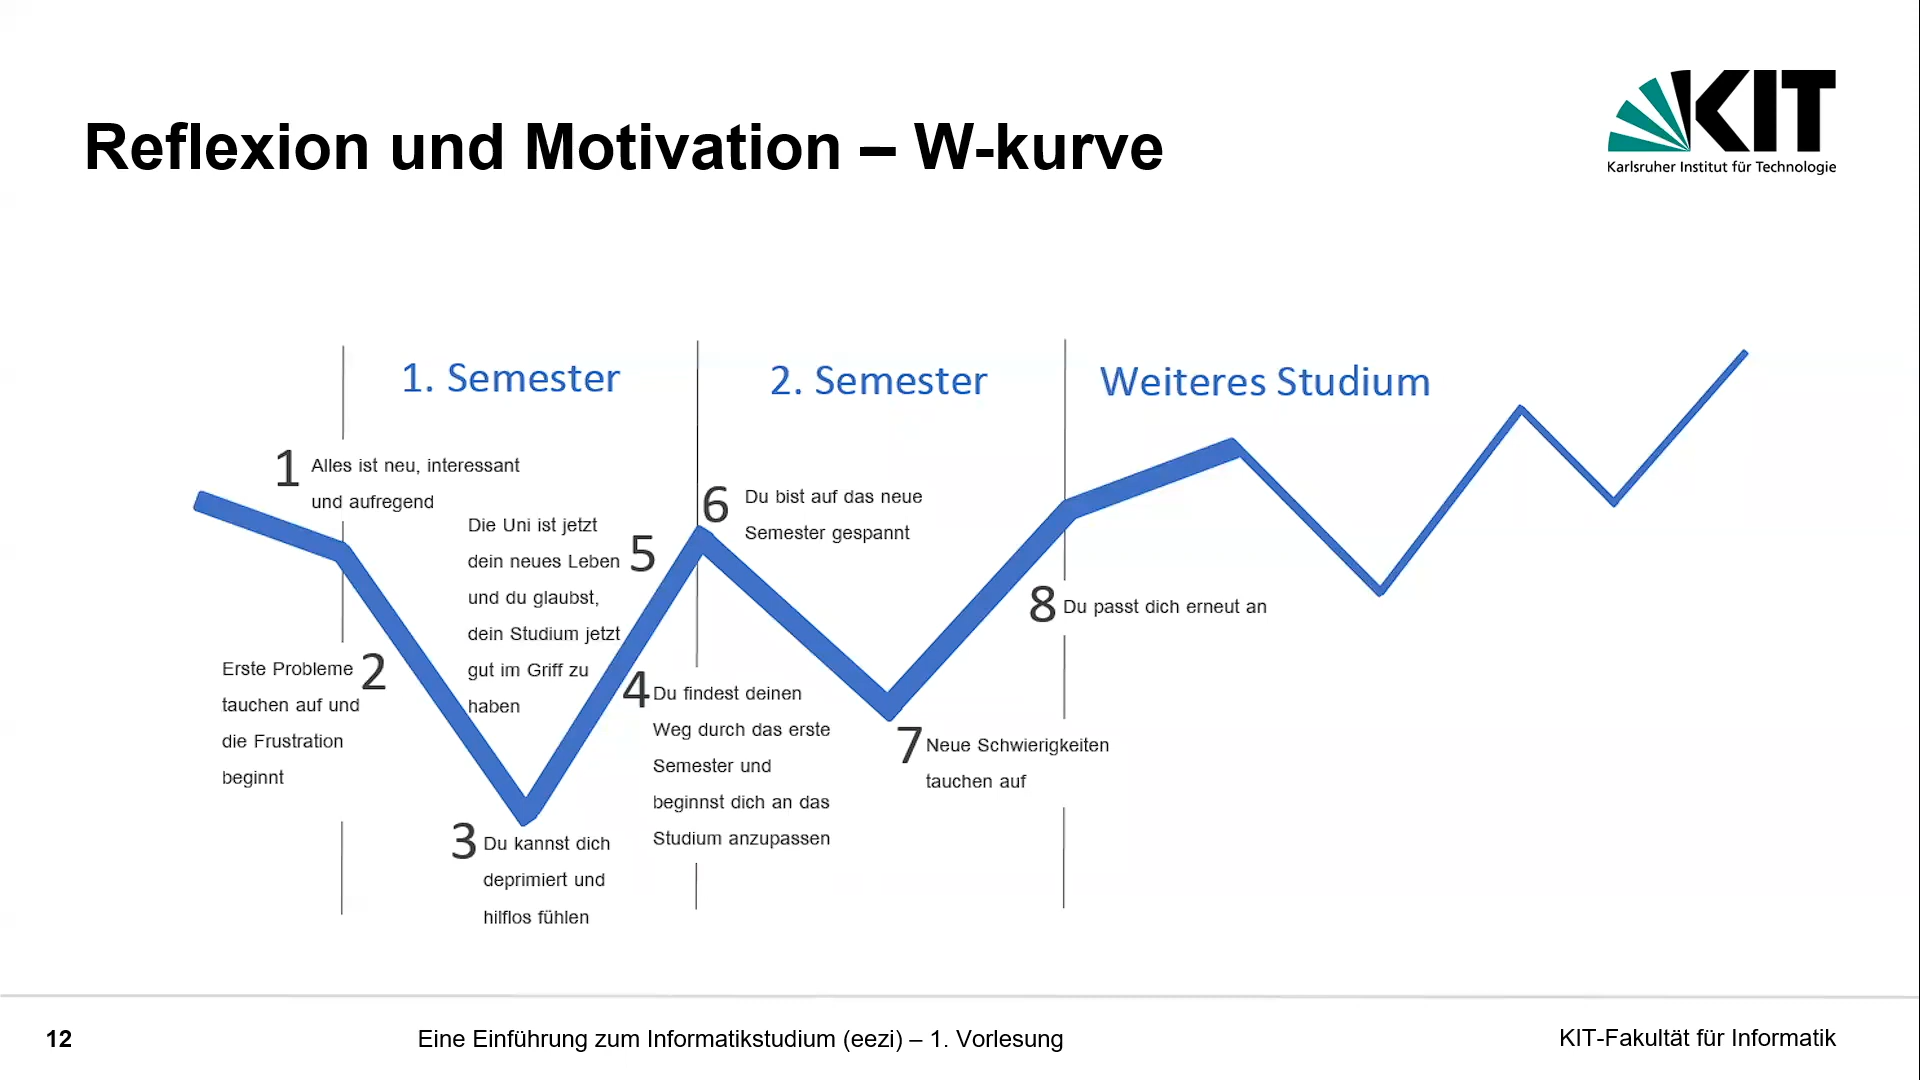 Reflexion und Motivation – W-kurve
KIT
Karlsruher Institut für Technologie
1. Semester
2. Semester
Weiteres Studium
1
Alles ist neu, interessant
und aufregend
Erste Probleme
tauchen auf und
die Frustration
beginnt
2
3
Du kannst dich
deprimiert und
hilflos fühlen
4
Du findest deinen
Weg durch das erste
Semester und
beginnst dich an das
Studium anzupassen
Die Uni ist jetzt
dein neues Leben
und du glaubst,
dein Studium jetzt
gut im Griff zu
haben
5
6
Du bist auf das neue
Semester gespannt
7
Neue Schwierigkeiten
tauchen auf
8
Du passt dich erneut an
12
Eine Einführung zum Informatikstudium (eezi) – 1. Vorlesung
KIT-Fakultät für Informatik